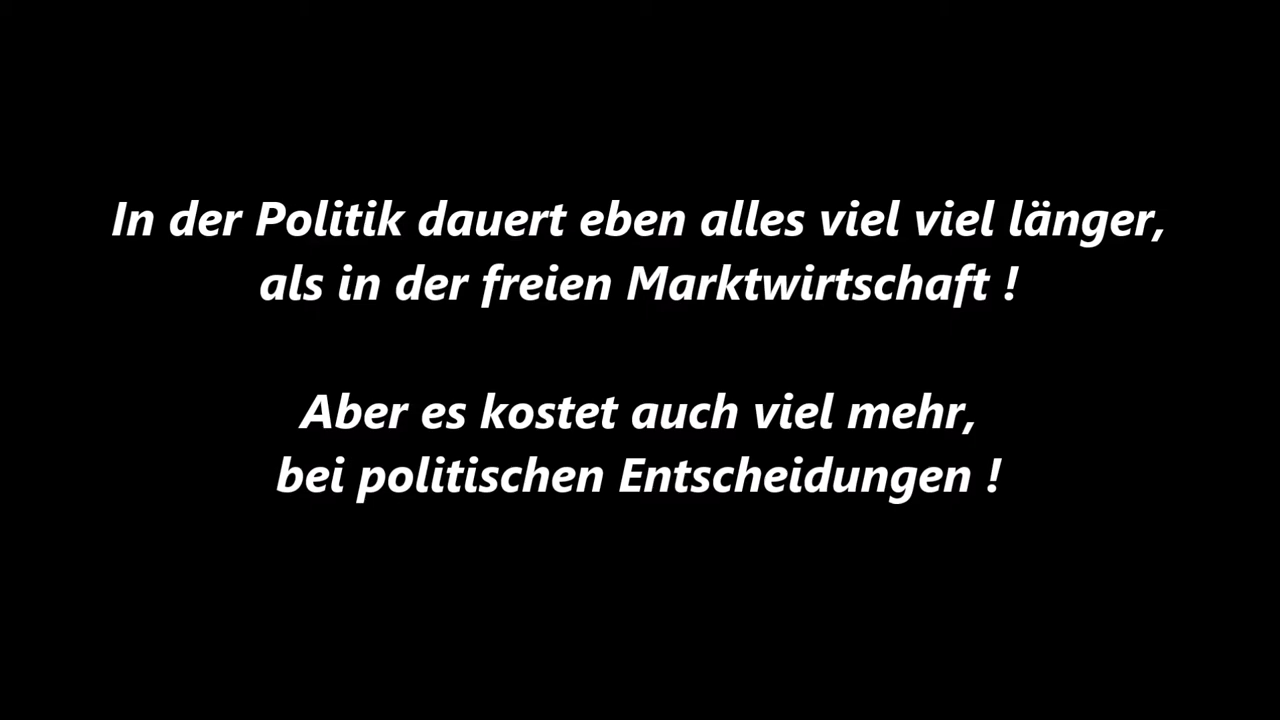 In der Politik dauert eben alles viel viel länger,
als in der freien Marktwirtschaft !
Aber es kostet auch viel mehr,
bei politischen Entscheidungen !